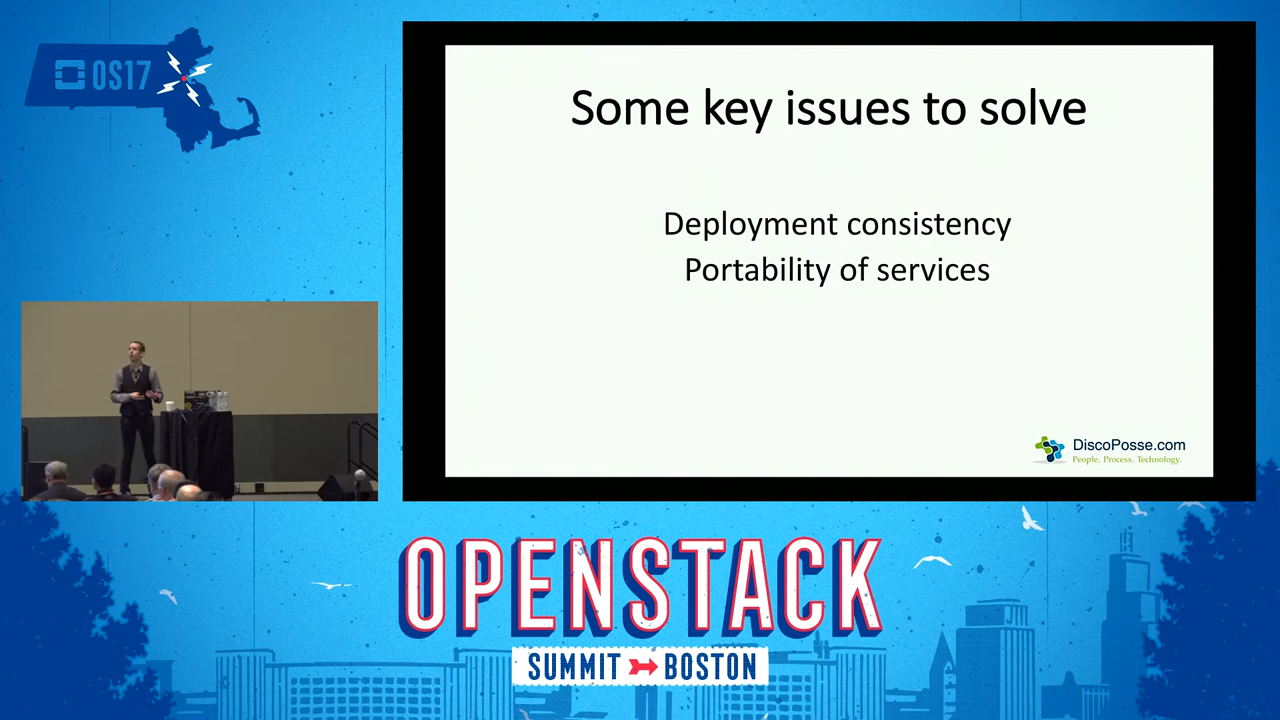 OS17
Some key issues to solve
Deployment consistency
Portability of services
DiscoPosse.com
People. Process. Technology.
OPENSTACK
SUMMIT BOSTON